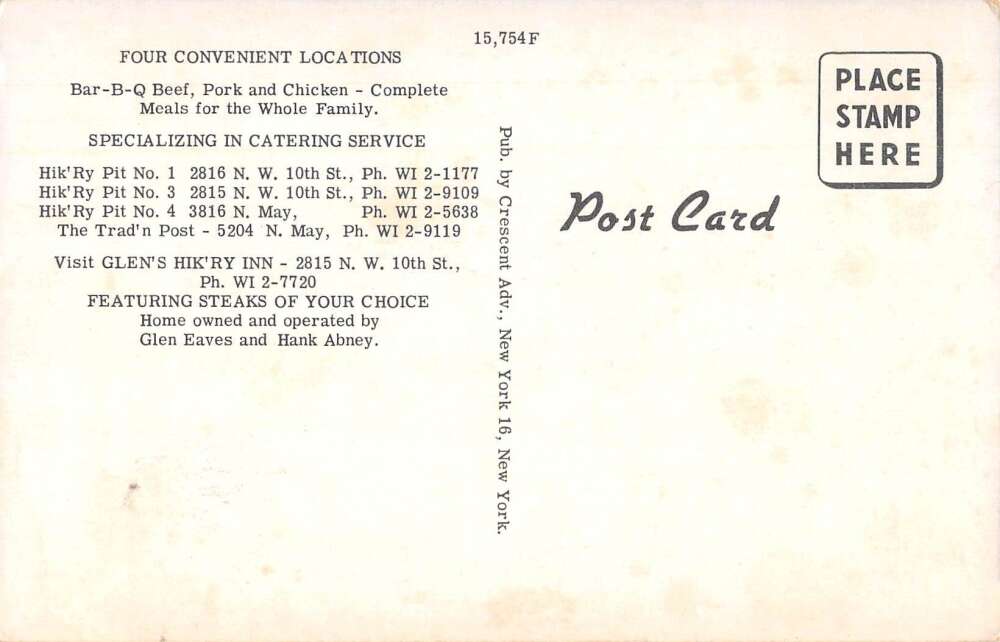 15,754F
FOUR CONVENIENT LOCATIONS
Bar-B-Q Beef, Pork and Chicken - Complete
Meals for the Whole Family.
SPECIALIZING IN CATERING SERVICE
Hik'Ry Pit No. 1 2816 N. W. 10th St., Ph. WI 2-1177
Hik'Ry Pit No. 3 2815 N. W. 10th St., Ph. WI 2-9109
Hik'Ry Pit No. 4 3816 N. May, Ph. WI 2-5638
The Trad'n Post - 5204 N. May, Ph. WI 2-9119
Visit GLEN'S HIK'RY INN - 2815 N. W. 10th St.,
Ph. WI 2-7720
FEATURING STEAKS OF YOUR CHOICE
Home owned and operated by
Glen Eaves and Hank Abney.
Pub. by Crescent Adv., New York 16, New York.
Post Card
PLACE
STAMP
HERE